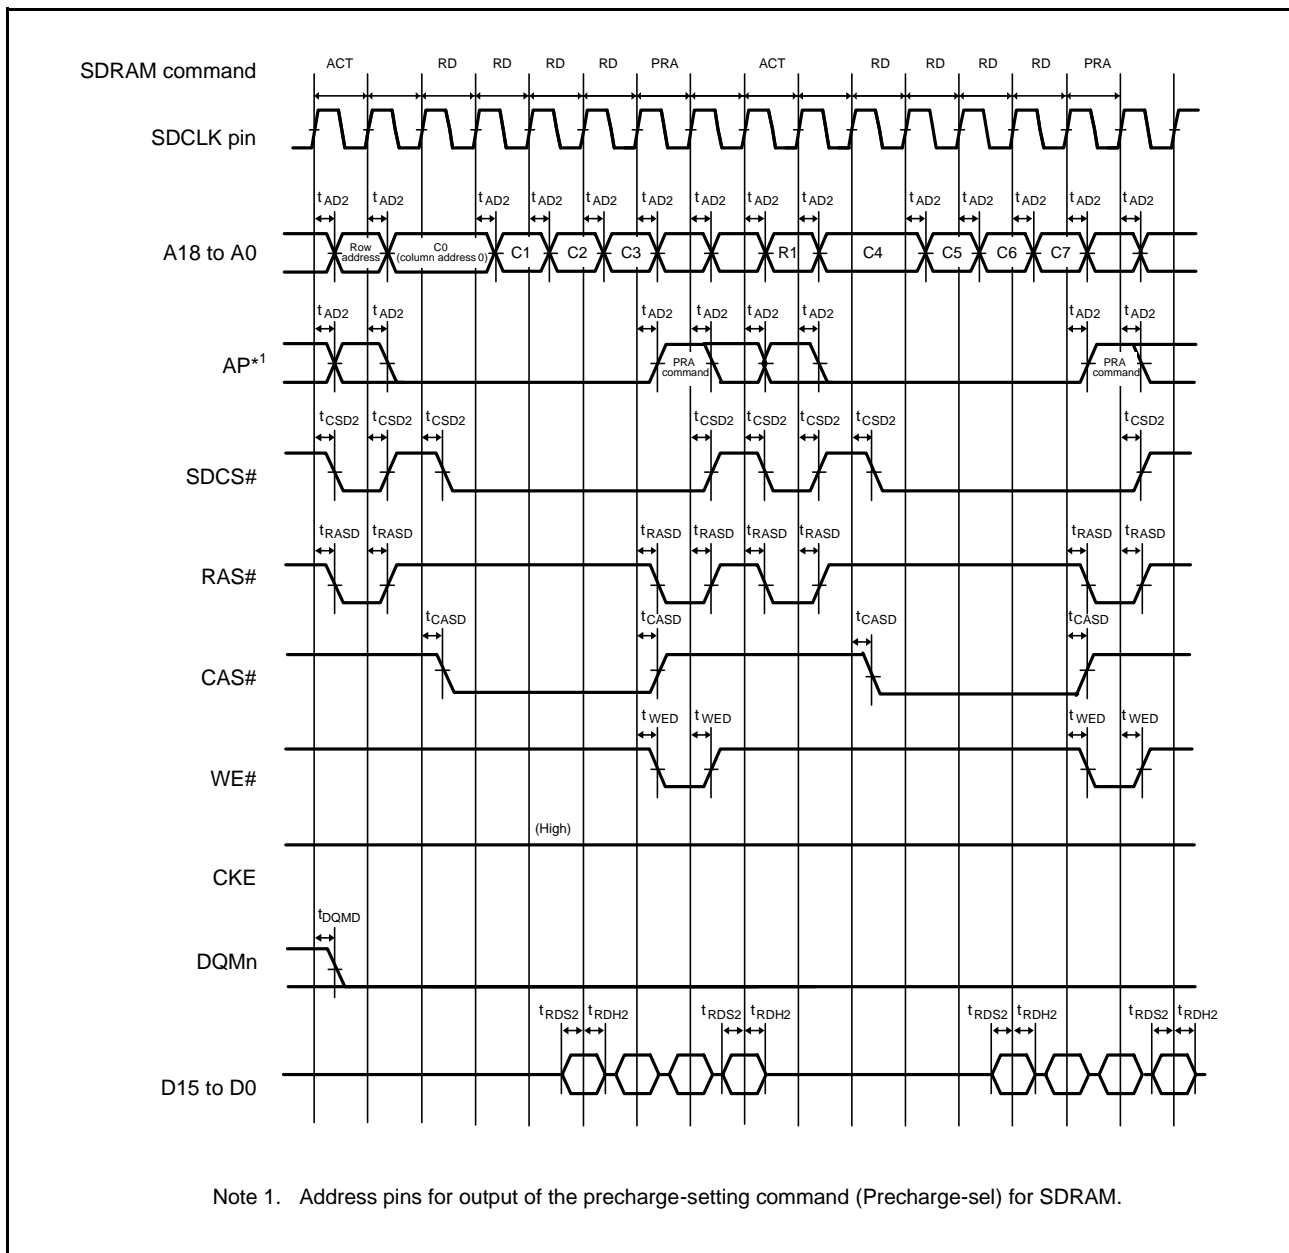 ACT RD RD RD RD PRA ACT RD RD RD RD PRA
SDRAM command
SDCLK pin
tAD2 tAD2 tAD2 tAD2 tAD2 tAD2 tAD2 tAD2 tAD2 tAD2 tAD2 tAD2 tAD2 tAD2
A18 to A0
Row address
C0 (column address 0)
C1 C2 C3 R1 C4 C5 C6 C7
tAD2 tAD2 tAD2 tAD2 tAD2 tAD2 tAD2 tAD2
AP*1
PRA command
PRA command
tCSD2 tCSD2 tCSD2 tCSD2 tCSD2 tCSD2 tCSD2 tCSD2
SDCS#
tRASD tRASD tRASD tRASD tRASD tRASD tRASD tRASD
RAS#
tCASD tCASD tCASD tCASD
CAS#
tWED tWED tWED tWED
WE#
(High)
CKE
tDQMD
DQMn
tRDS2 tRDH2 tRDS2 tRDH2 tRDS2 tRDH2 tRDS2 tRDH2
D15 to D0
Note 1. Address pins for output of the precharge-setting command (Precharge-sel) for SDRAM.